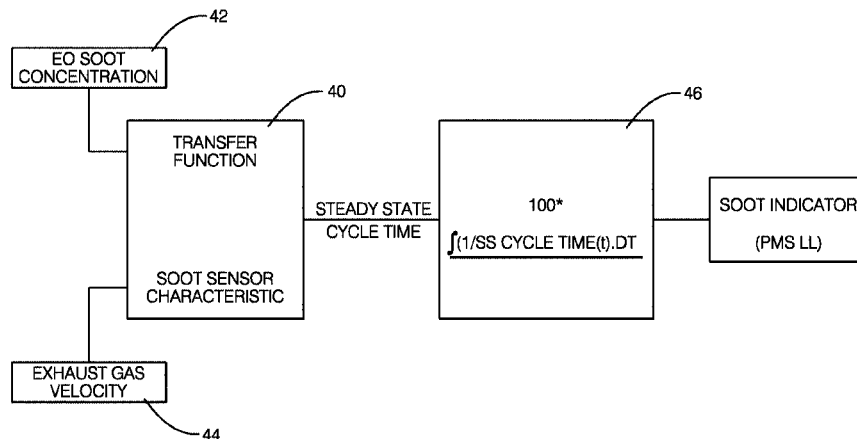 42
EO SOOT
CONCENTRATION
40
TRANSFER
FUNCTION
SOOT SENSOR
CHARACTERISTIC
EXHAUST GAS
VELOCITY
44
STEADY STATE
CYCLE TIME
46
100*
∫(1/SS CYCLE TIME(t).DT
SOOT INDICATOR
(PMS LL)